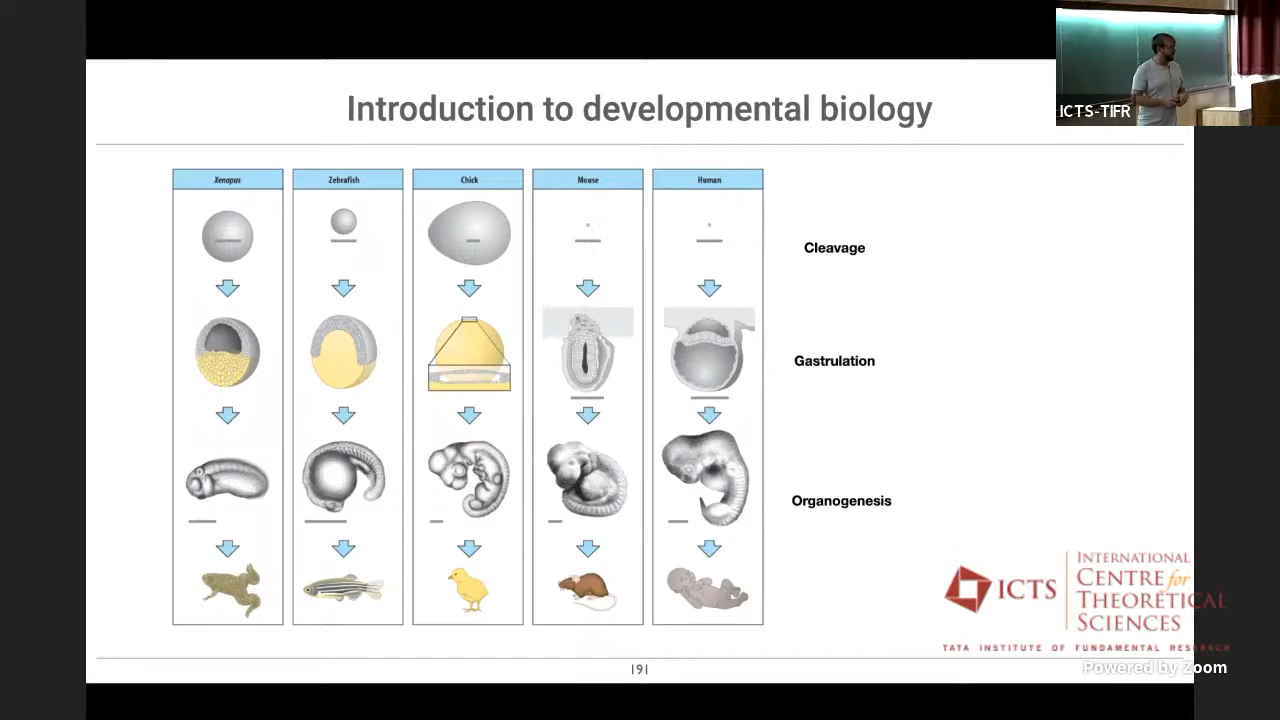 ICTS-TIFR
Introduction to developmental biology
Xenopus
Zebrafish
Chick
Mouse
Human
Cleavage
Gastrulation
Organogenesis
ICTS
INTERNATIONAL
CENTRE for
THEORETICAL
SCIENCES
TATA INSTITUTE OF FUNDAMENTAL RESEARCH
Powered by Zoom
191